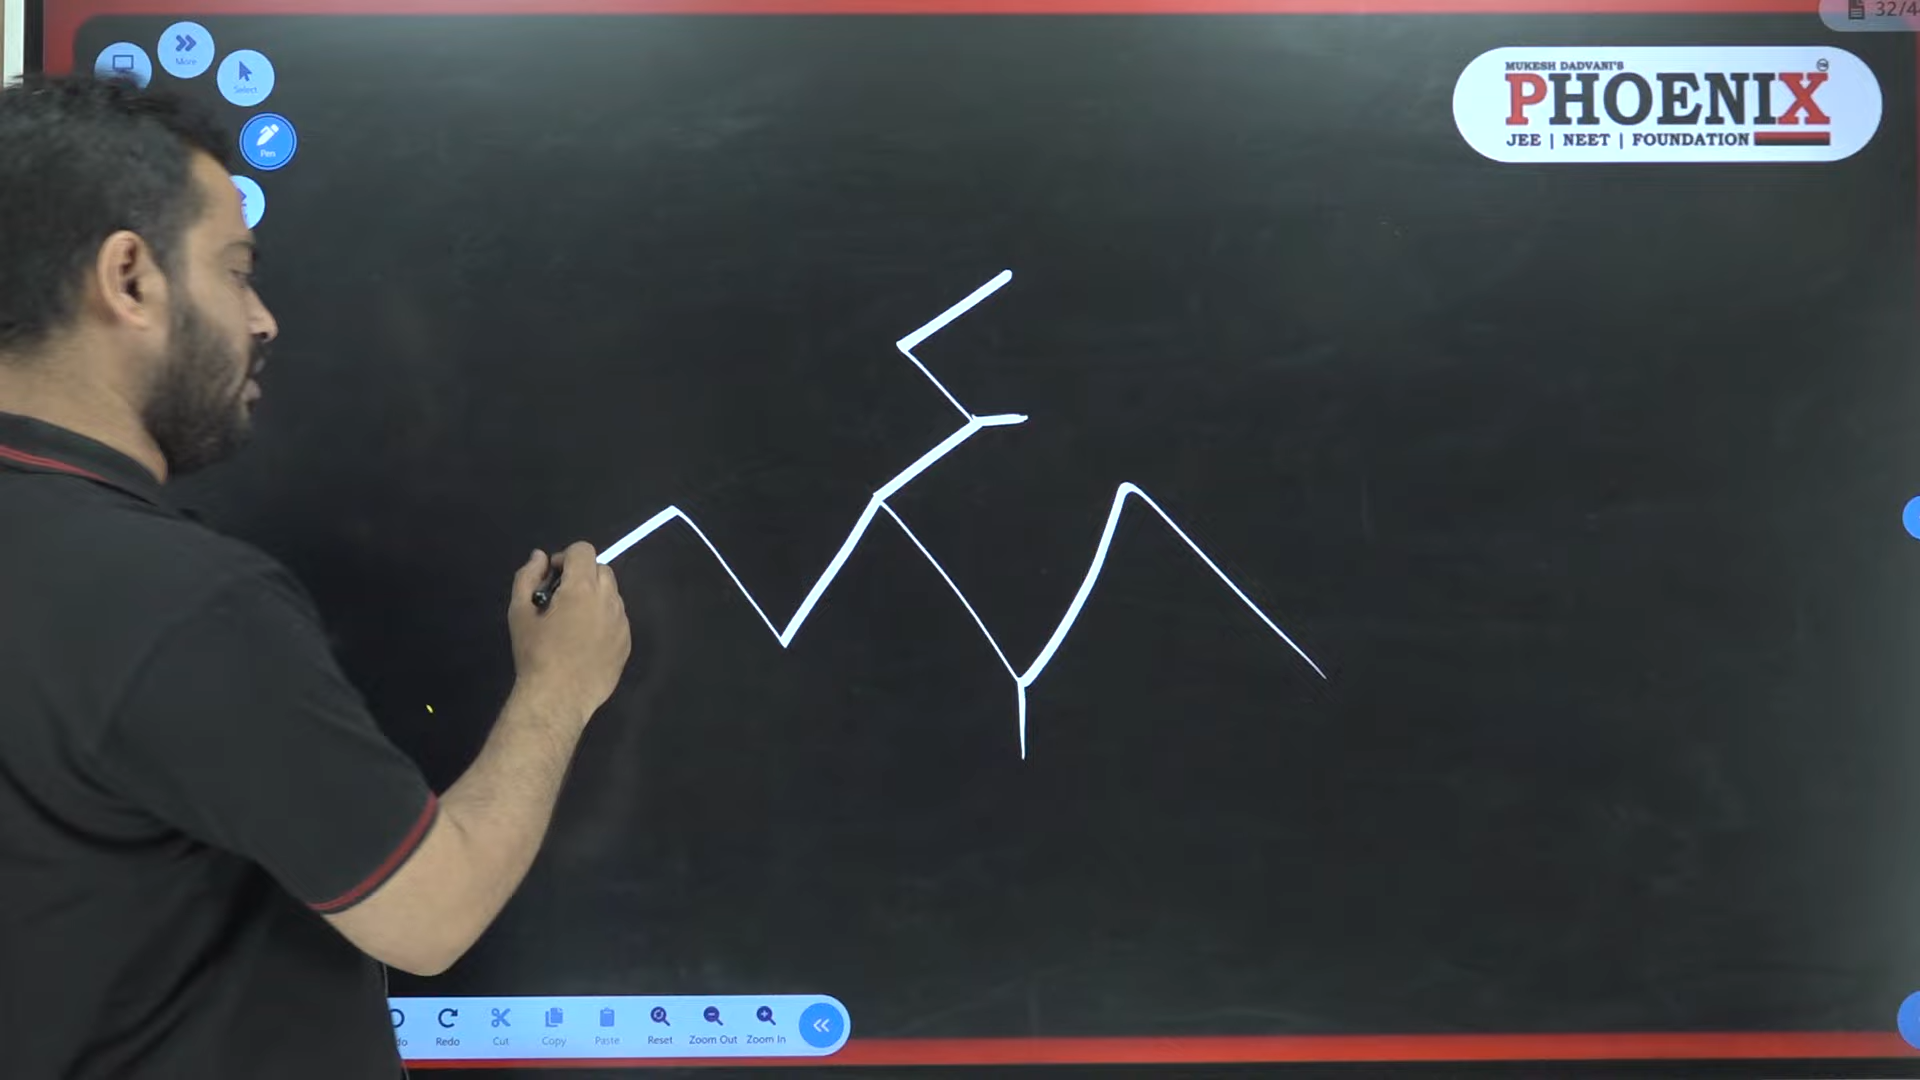 32/4
More
Select
Pen
MUKESH DADVANI'S
PHOENIX
JEE | NEET | FOUNDATION
do Redo Cut Copy Paste Reset Zoom Out Zoom In